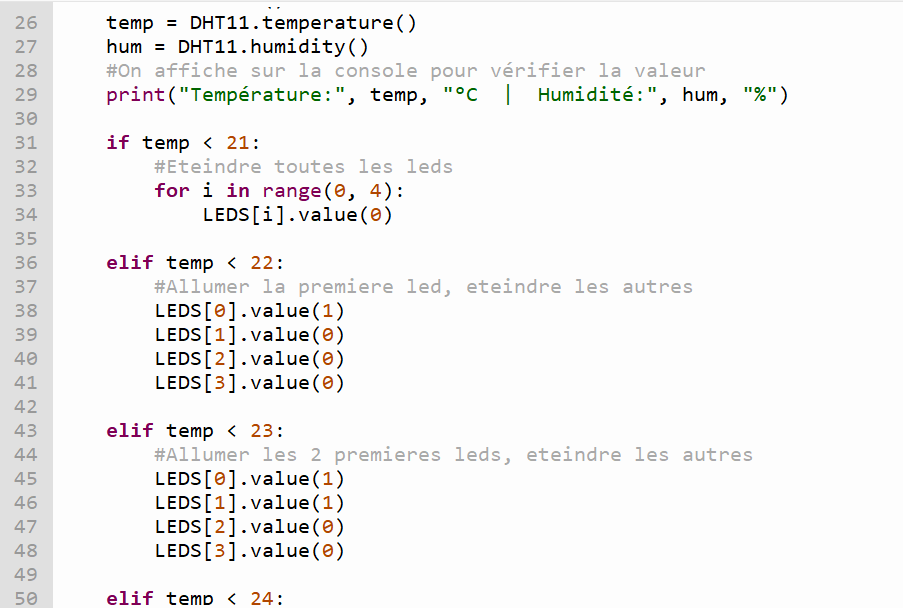 26 temp = DHT11.temperature()
27 hum = DHT11.humidity()
28 #On affiche sur la console pour vérifier la valeur
29 print("Température:", temp, "°C  |  Humidité:", hum, "%")
30
31 if temp < 21:
32 #Eteindre toutes les leds
33 for i in range(0, 4):
34 LEDS[i].value(0)
35
36 elif temp < 22:
37 #Allumer la premiere led, eteindre les autres
38 LEDS[0].value(1)
39 LEDS[1].value(0)
40 LEDS[2].value(0)
41 LEDS[3].value(0)
42
43 elif temp < 23:
44 #Allumer les 2 premieres leds, eteindre les autres
45 LEDS[0].value(1)
46 LEDS[1].value(1)
47 LEDS[2].value(0)
48 LEDS[3].value(0)
49
50 elif temp < 24: